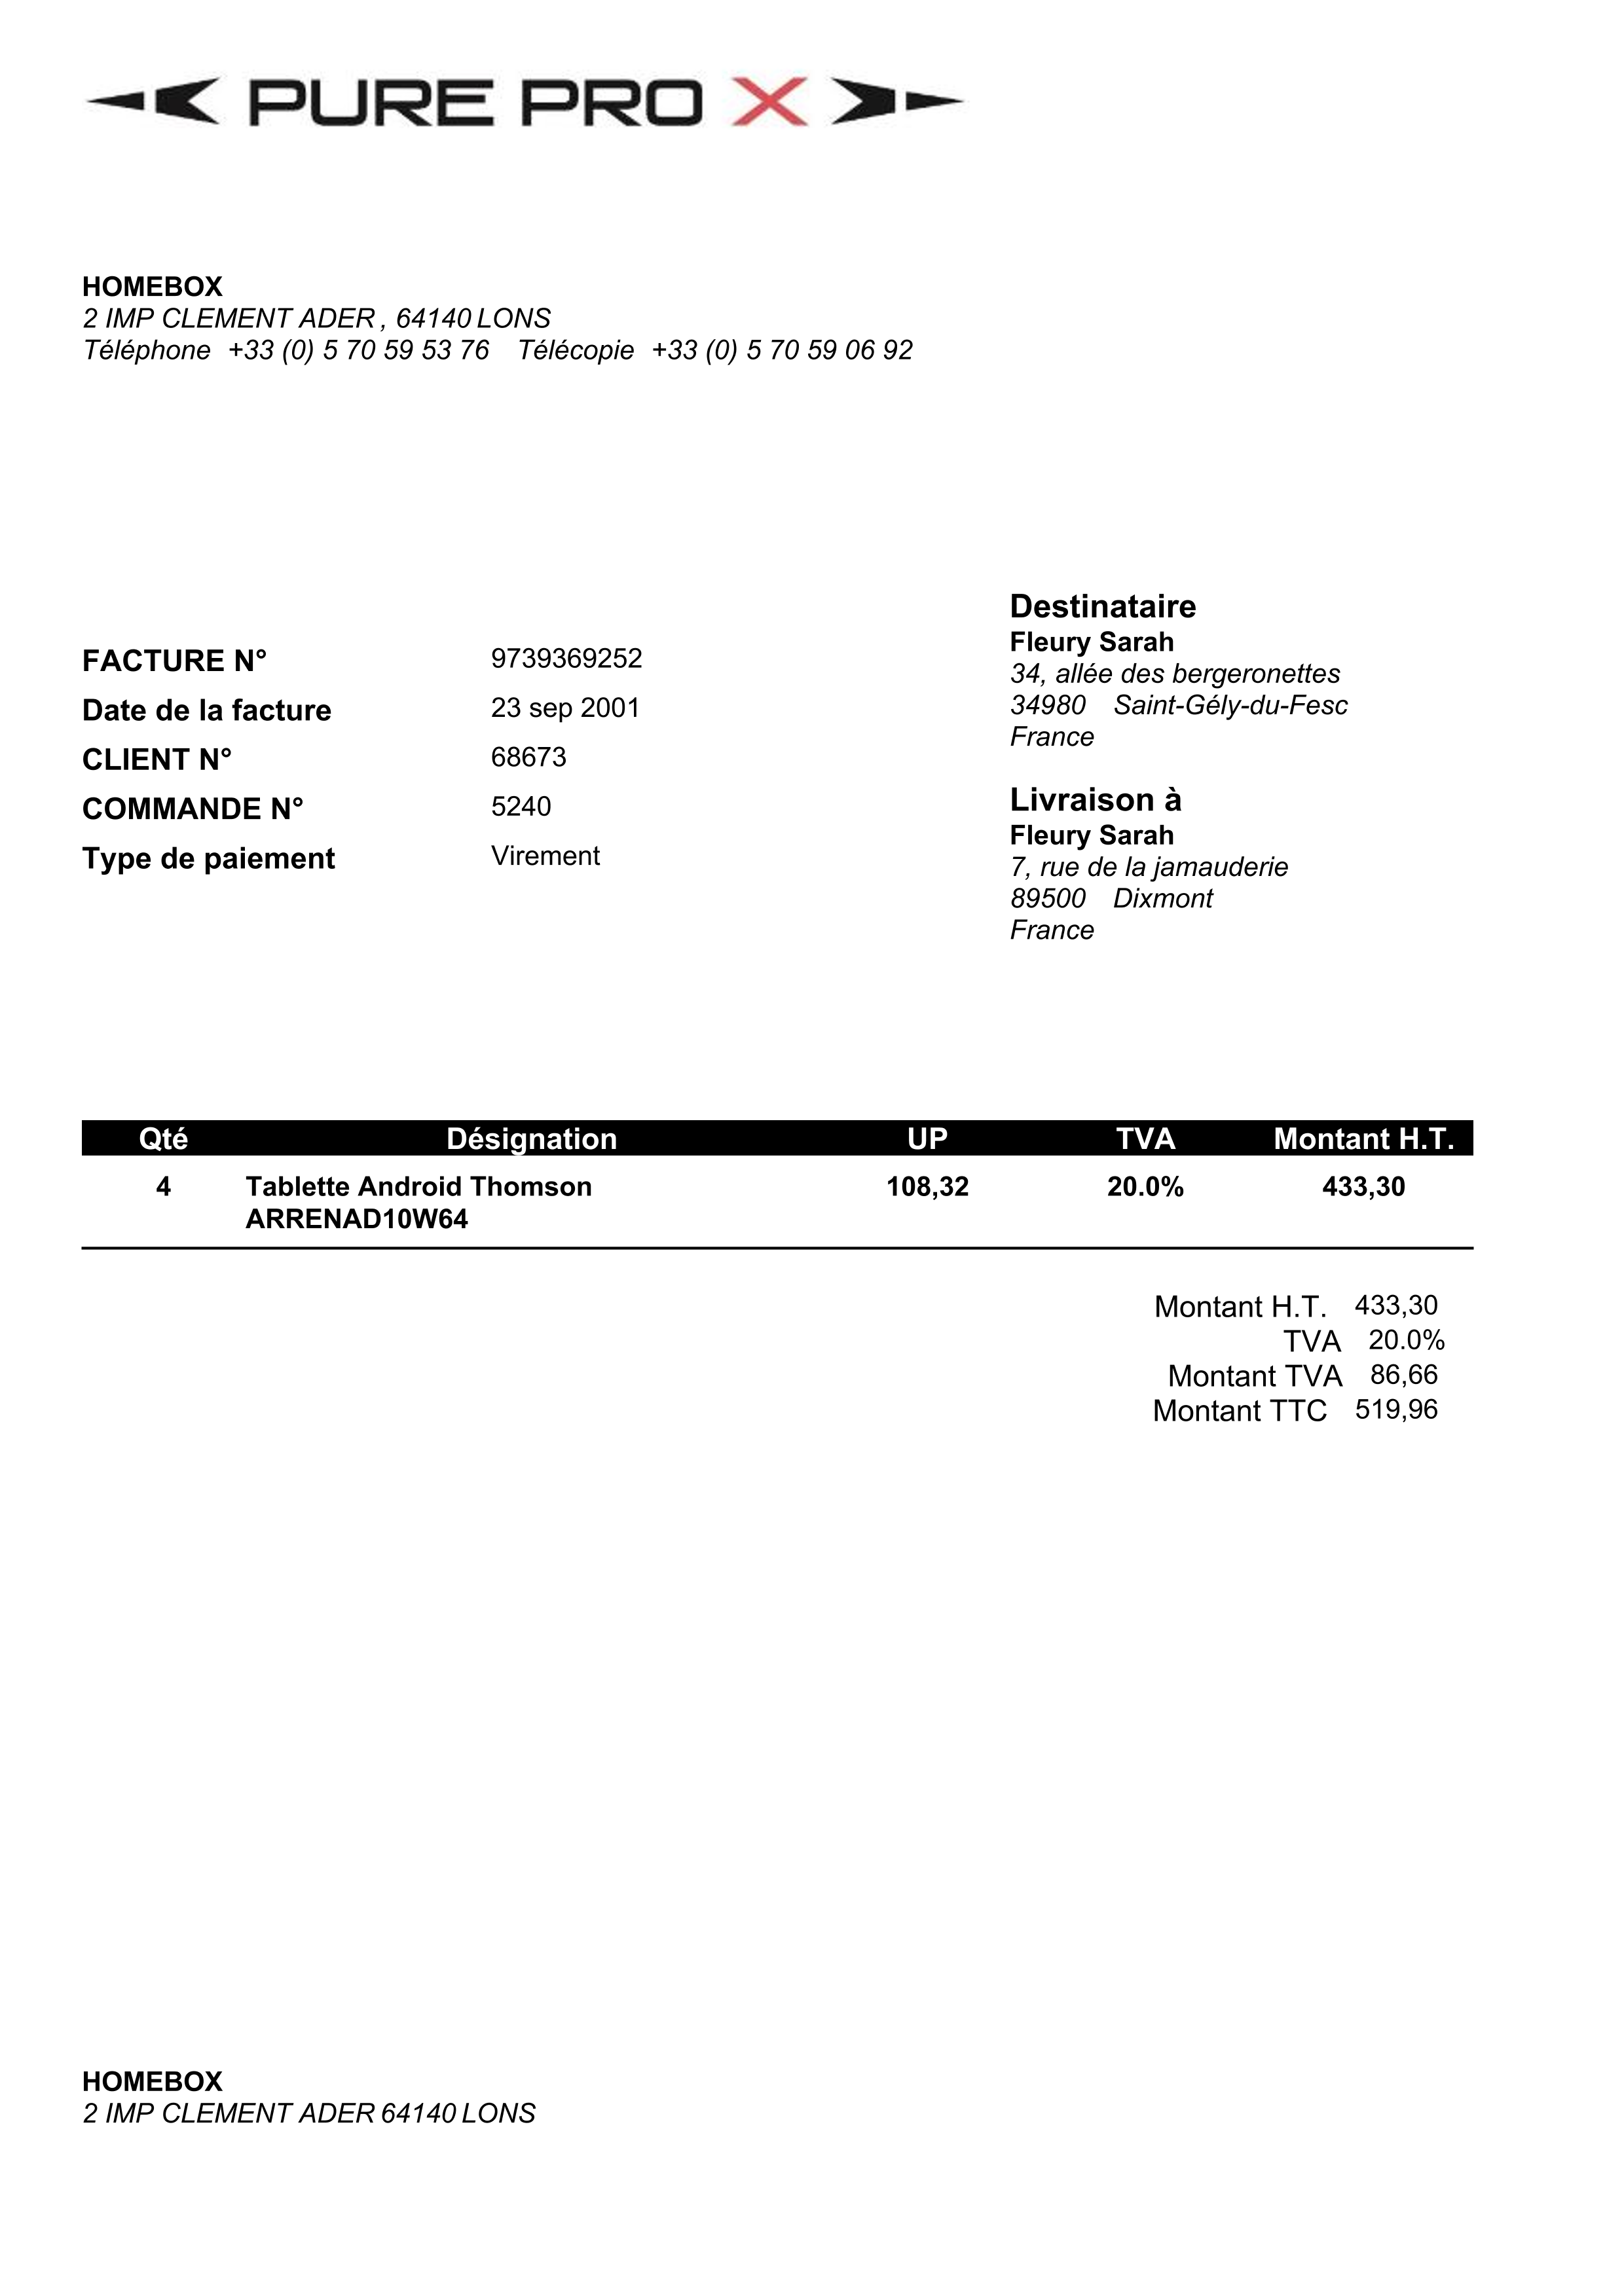 PURE PRO X
HOMEBOX
2 IMP CLEMENT ADER , 64140 LONS
Téléphone +33 (0) 5 70 59 53 76 Télécopie +33 (0) 5 70 59 06 92
Destinataire
Fleury Sarah
34, allée des bergeronettes
34980 Saint-Gély-du-Fesc
France
FACTURE N° 9739369252
Date de la facture 23 sep 2001
CLIENT N° 68673
COMMANDE N° 5240
Type de paiement Virement
Livraison à
Fleury Sarah
7, rue de la jamauderie
89500 Dixmont
France
Qté Désignation UP TVA Montant H.T.
4 Tablette Android Thomson 108,32 20.0% 433,30
ARRENAD10W64
Montant H.T. 433,30
TVA 20.0%
Montant TVA 86,66
Montant TTC 519,96
HOMEBOX
2 IMP CLEMENT ADER 64140 LONS